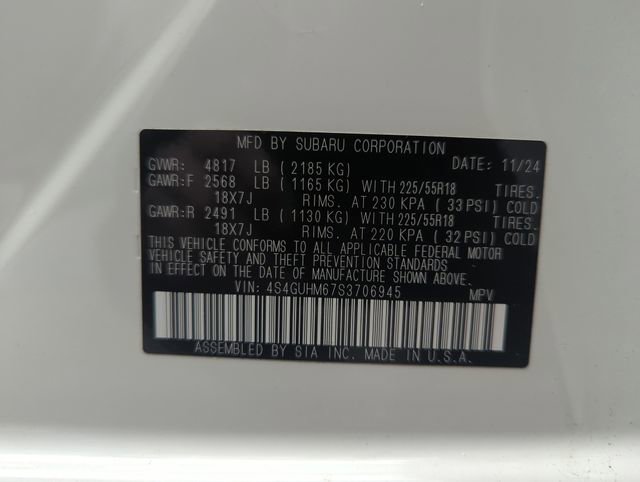 MFD BY SUBARU CORPORATION
GVWR: 4817 LB (2185 KG) DATE: 11/24
GAWR:F 2568 LB (1165 KG) WITH 225/55R18 TIRES.
18X7J RIMS. AT 230 KPA (33 PSI) COLD
GAWR:R 2491 LB (1130 KG) WITH 225/55R18 TIRES.
18X7J RIMS. AT 220 KPA (32 PSI) COLD
THIS VEHICLE CONFORMS TO ALL APPLICABLE FEDERAL MOTOR
VEHICLE SAFETY AND THEFT PREVENTION STANDARDS
IN EFFECT ON THE DATE OF MANUFACTURE SHOWN ABOVE.
VIN: 4S4GUHM67S3706945 MPV
ASSEMBLED BY SIA INC. MADE IN U.S.A.